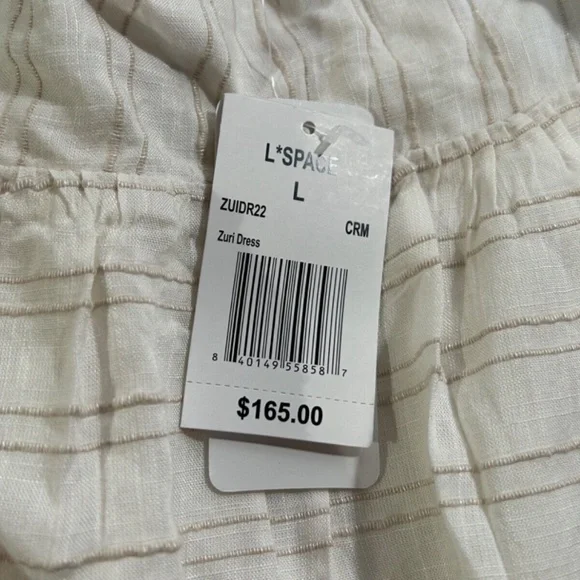 L*SPACE
L
ZUIDR22
CRM
Zuri Dress
8 40149 55858 7
$165.00